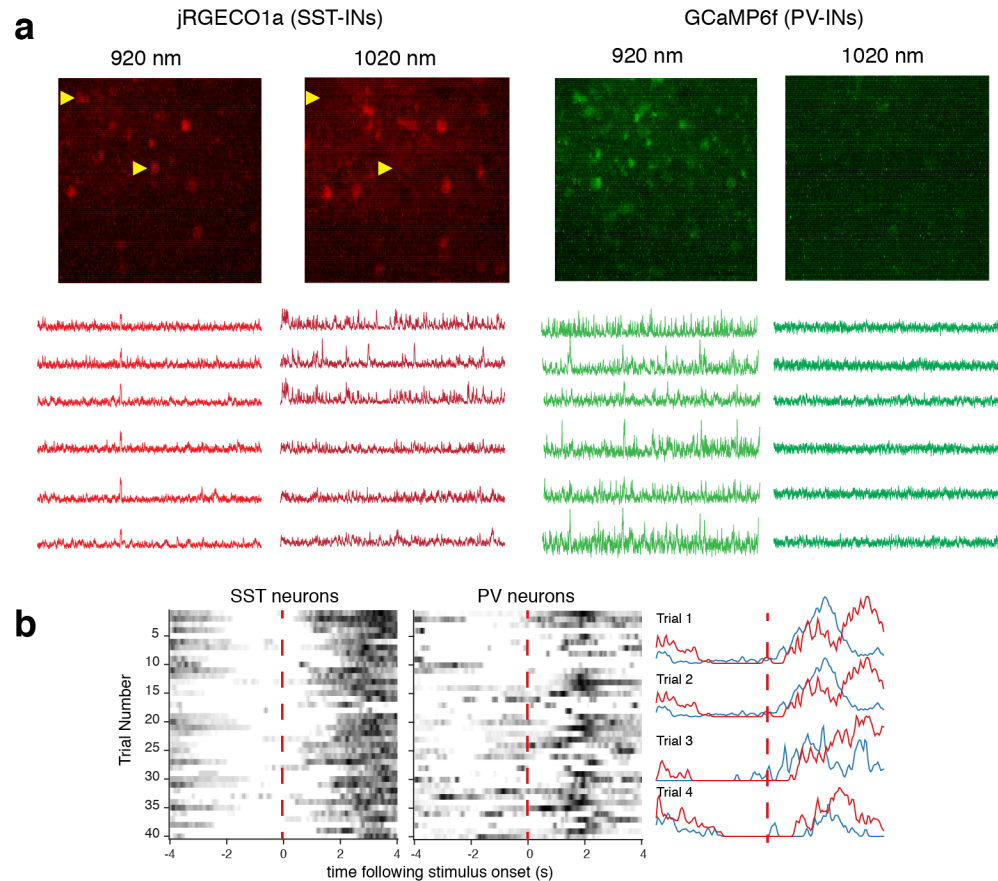 a
jRGECO1a (SST-INs)
GCaMP6f (PV-INs)
920 nm
1020 nm
920 nm
1020 nm
b
SST neurons
PV neurons
Trial Number
5
10
15
20
25
30
35
40
-4
-2
0
2
4
-4
-2
0
2
4
time following stimulus onset (s)
Trial 1
Trial 2
Trial 3
Trial 4